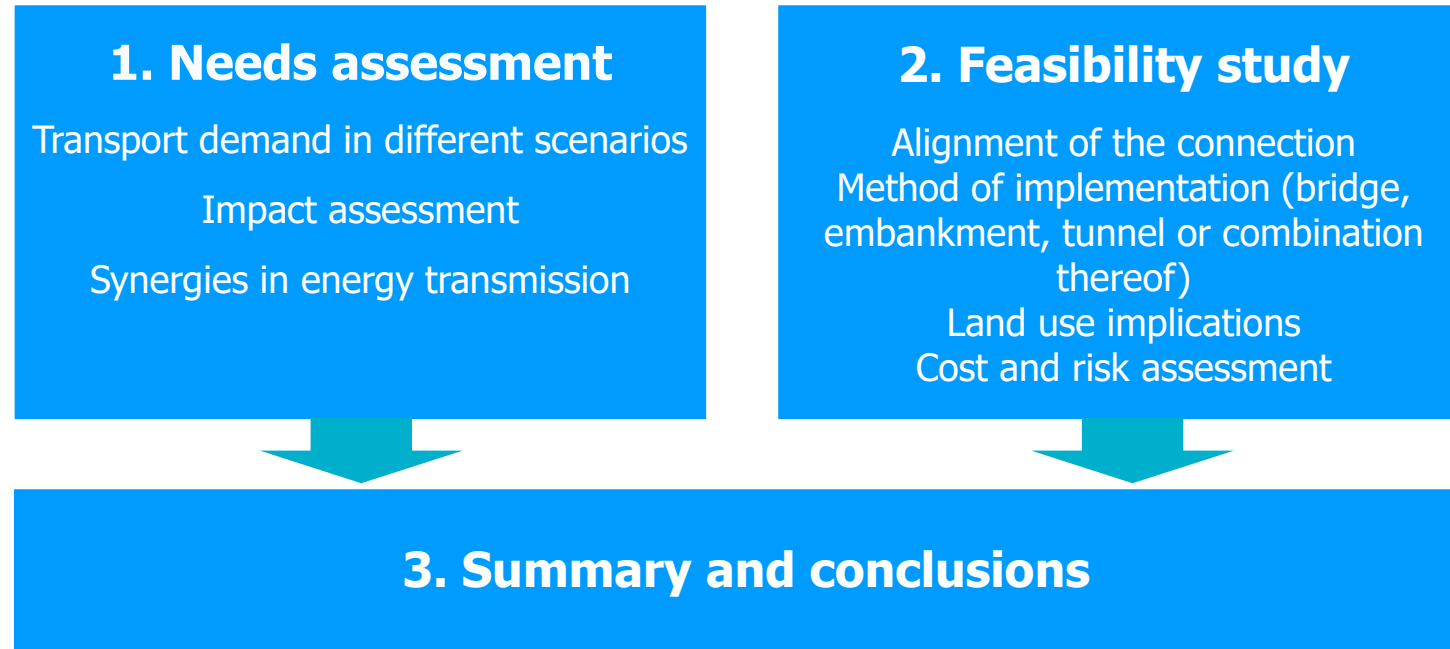 1. Needs assessment
Transport demand in different scenarios
Impact assessment
Synergies in energy transmission
2. Feasibility study
Alignment of the connection
Method of implementation (bridge,
embankment, tunnel or combination
thereof)
Land use implications
Cost and risk assessment
3. Summary and conclusions